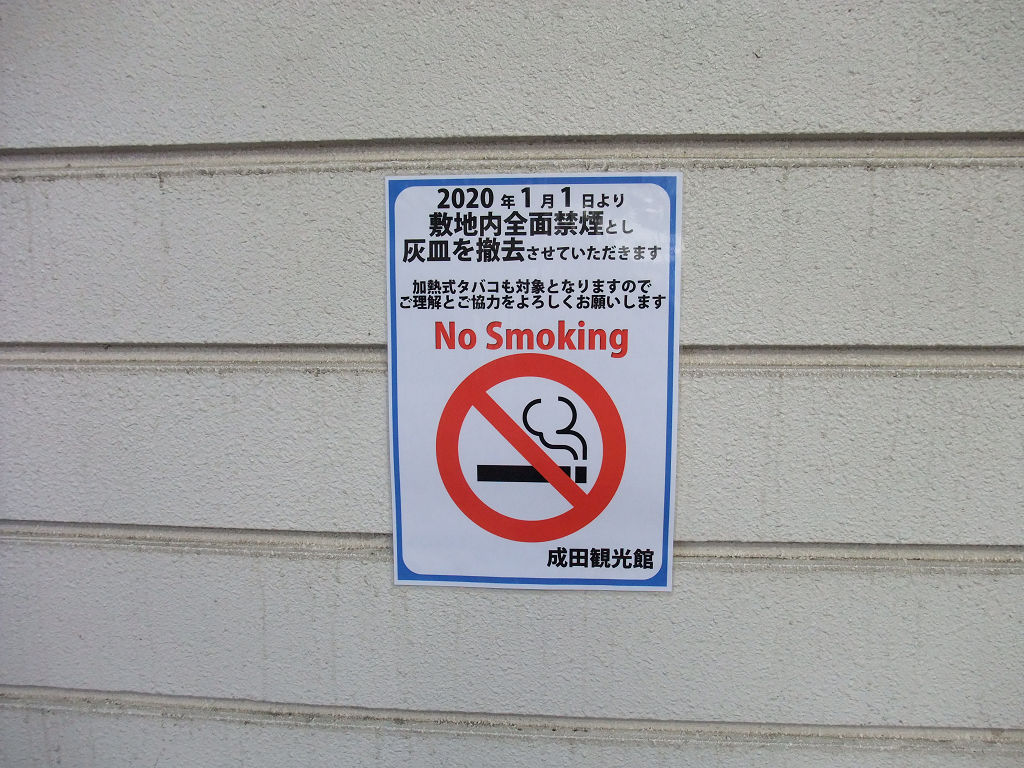 2020年1月1日より
敷地内全面禁煙とし
灰皿を撤去させていただきます
加熱式タバコも対象となりますので
ご理解とご協力をよろしくお願いします
No Smoking
成田観光館